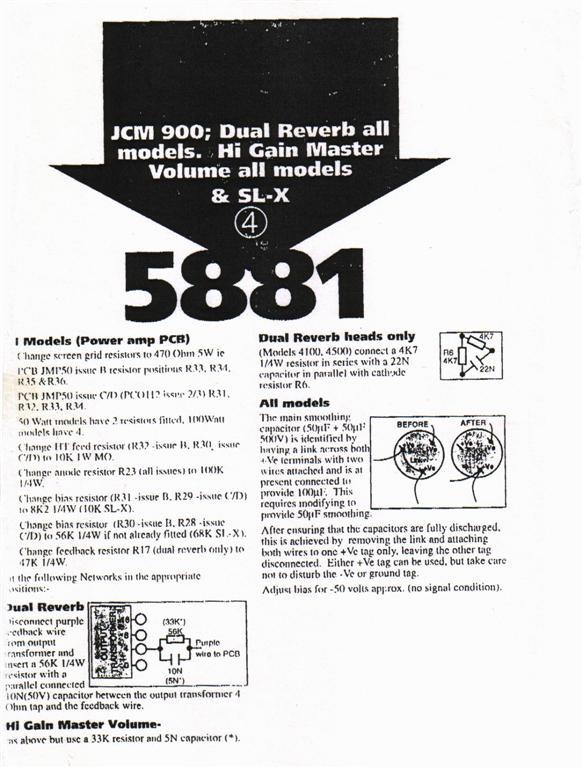 JCM 900; Dual Reverb all
models. Hi Gain Master
Volume all models
& SL-X
4
5881
l Models (Power amp PCB)
Change screen grid resistors to 470 Ohm 5W ie
PCB JMP50 issue B resistor positions R33, R34,
R35 &R36.
PCB JMP50 issue C/D (PCO112 issue 2/3) R31,
R32, R33, R34.
50 Watt models have 2 resistors fitted, 100Watt
models have 4.
Change HT feed resistor (R32 -issue B, R30, issue
C/D) to 10K 1W MO.
Change anode resistor R23 (all issues) to 100K
1/4W.
Change bias resistor (R31 -issue B, R29 -issue C/D)
to 8K2 1/4W (10K SL-X).
Change bias resistor (R30 -issue B, R28 -issue
C/D) to 56K 1/4W if not already fitted (68K SL-X).
Change feedback resistor R17 (dual reverb only) to
47K 1/4W.
t the following Networks in the appropriate
ositions:-
Dual Reverb
Disconnect purple
eedback wire
rom output
ransformer and
nsert a 56K 1/4W
resistor with a
parallel connected
10N(50V) capacitor between the output transformer 4
Ohm tap and the feedback wire.
OUTPUT
TRANSFORMER
16
8
4
0
(33K*)
56K
Purple
wire to PCB
10N
(5N*)
Hi Gain Master Volume-
as above but use a 33K resistor and 5N capacitor (*).
Dual Reverb heads only
(Models 4100, 4500) connect a 4K7
1/4W resistor in series with a 22N
capacitor in parallel with cathode
resistor R6.
R6
4K7
4K7
22N
All models
The main smoothing
capacitor (50µF + 50µF
500V) is identified by
having a link across both
+Ve terminals with two
wires attached and is at
present connected to
provide 100µF. This
requires modifying to
provide 50µF smoothing.
BEFORE
AFTER
Link
+Ve
+Ve
After ensuring that the capacitors are fully discharged,
this is achieved by removing the link and attaching
both wires to one +Ve tag only, leaving the other tag
disconnected. Either +Ve tag can be used, but take care
not to disturb the -Ve or ground tag.
Adjust bias for -50 volts approx. (no signal condition).